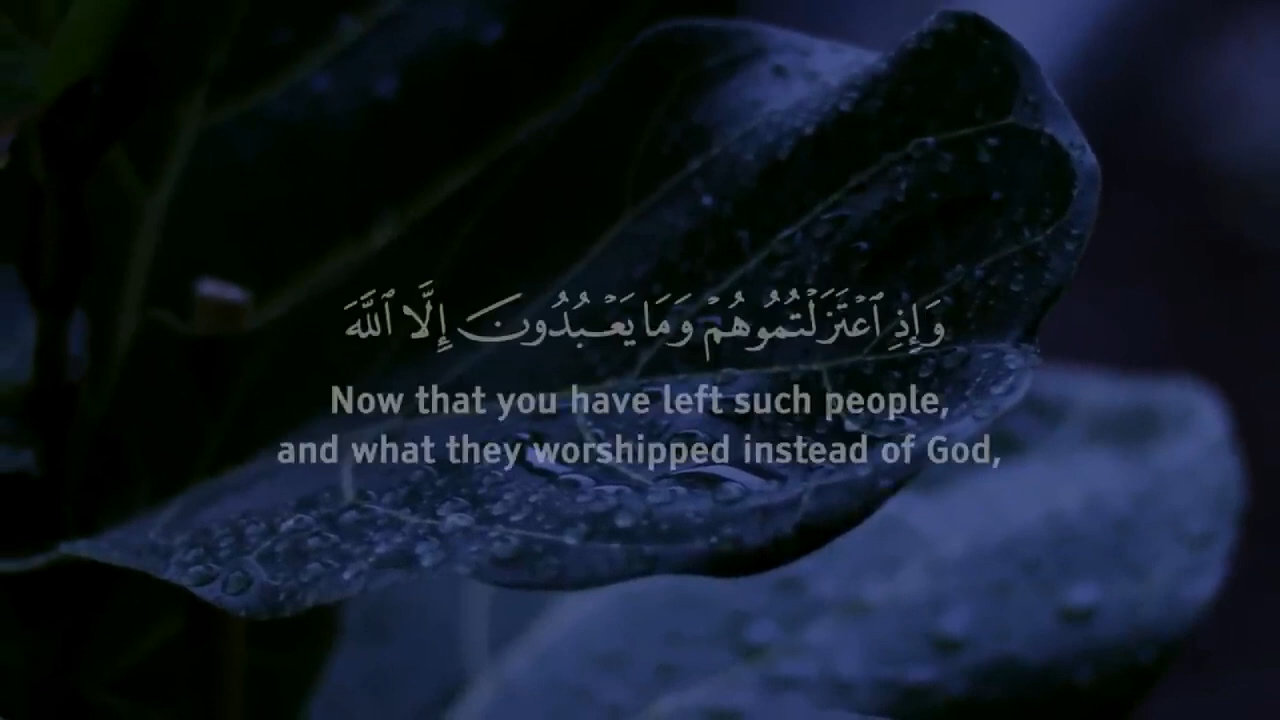 وَإِذِ ٱعْتَزَلْتُمُوهُمْ وَمَا يَعْبُدُونَ إِلَّا ٱللَّهَ
Now that you have left such people,
and what they worshipped instead of God,